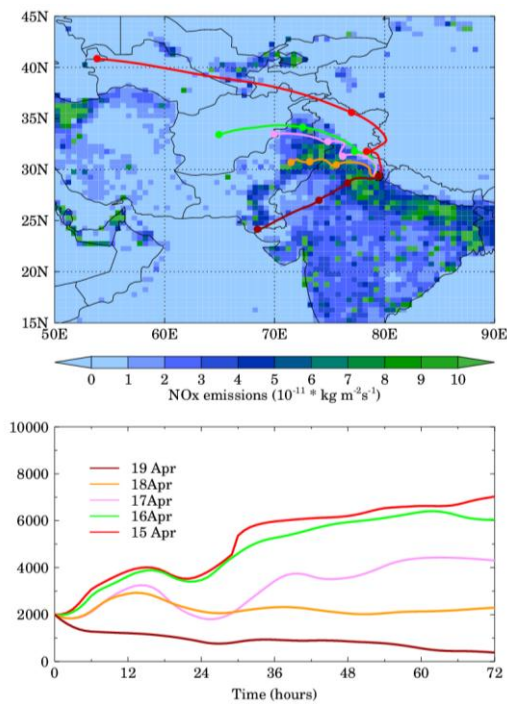 45N
40N
35N
30N
25N
20N
15N
50E 60E 70E 80E 90E
0 1 2 3 4 5 6 7 8 9 10
NOx emissions (10⁻¹¹ * kg m⁻²s⁻¹)
10000
8000
6000
4000
2000
0
19 Apr
18Apr
17Apr
16Apr
15 Apr
0 12 24 36 48 60 72
Time (hours)